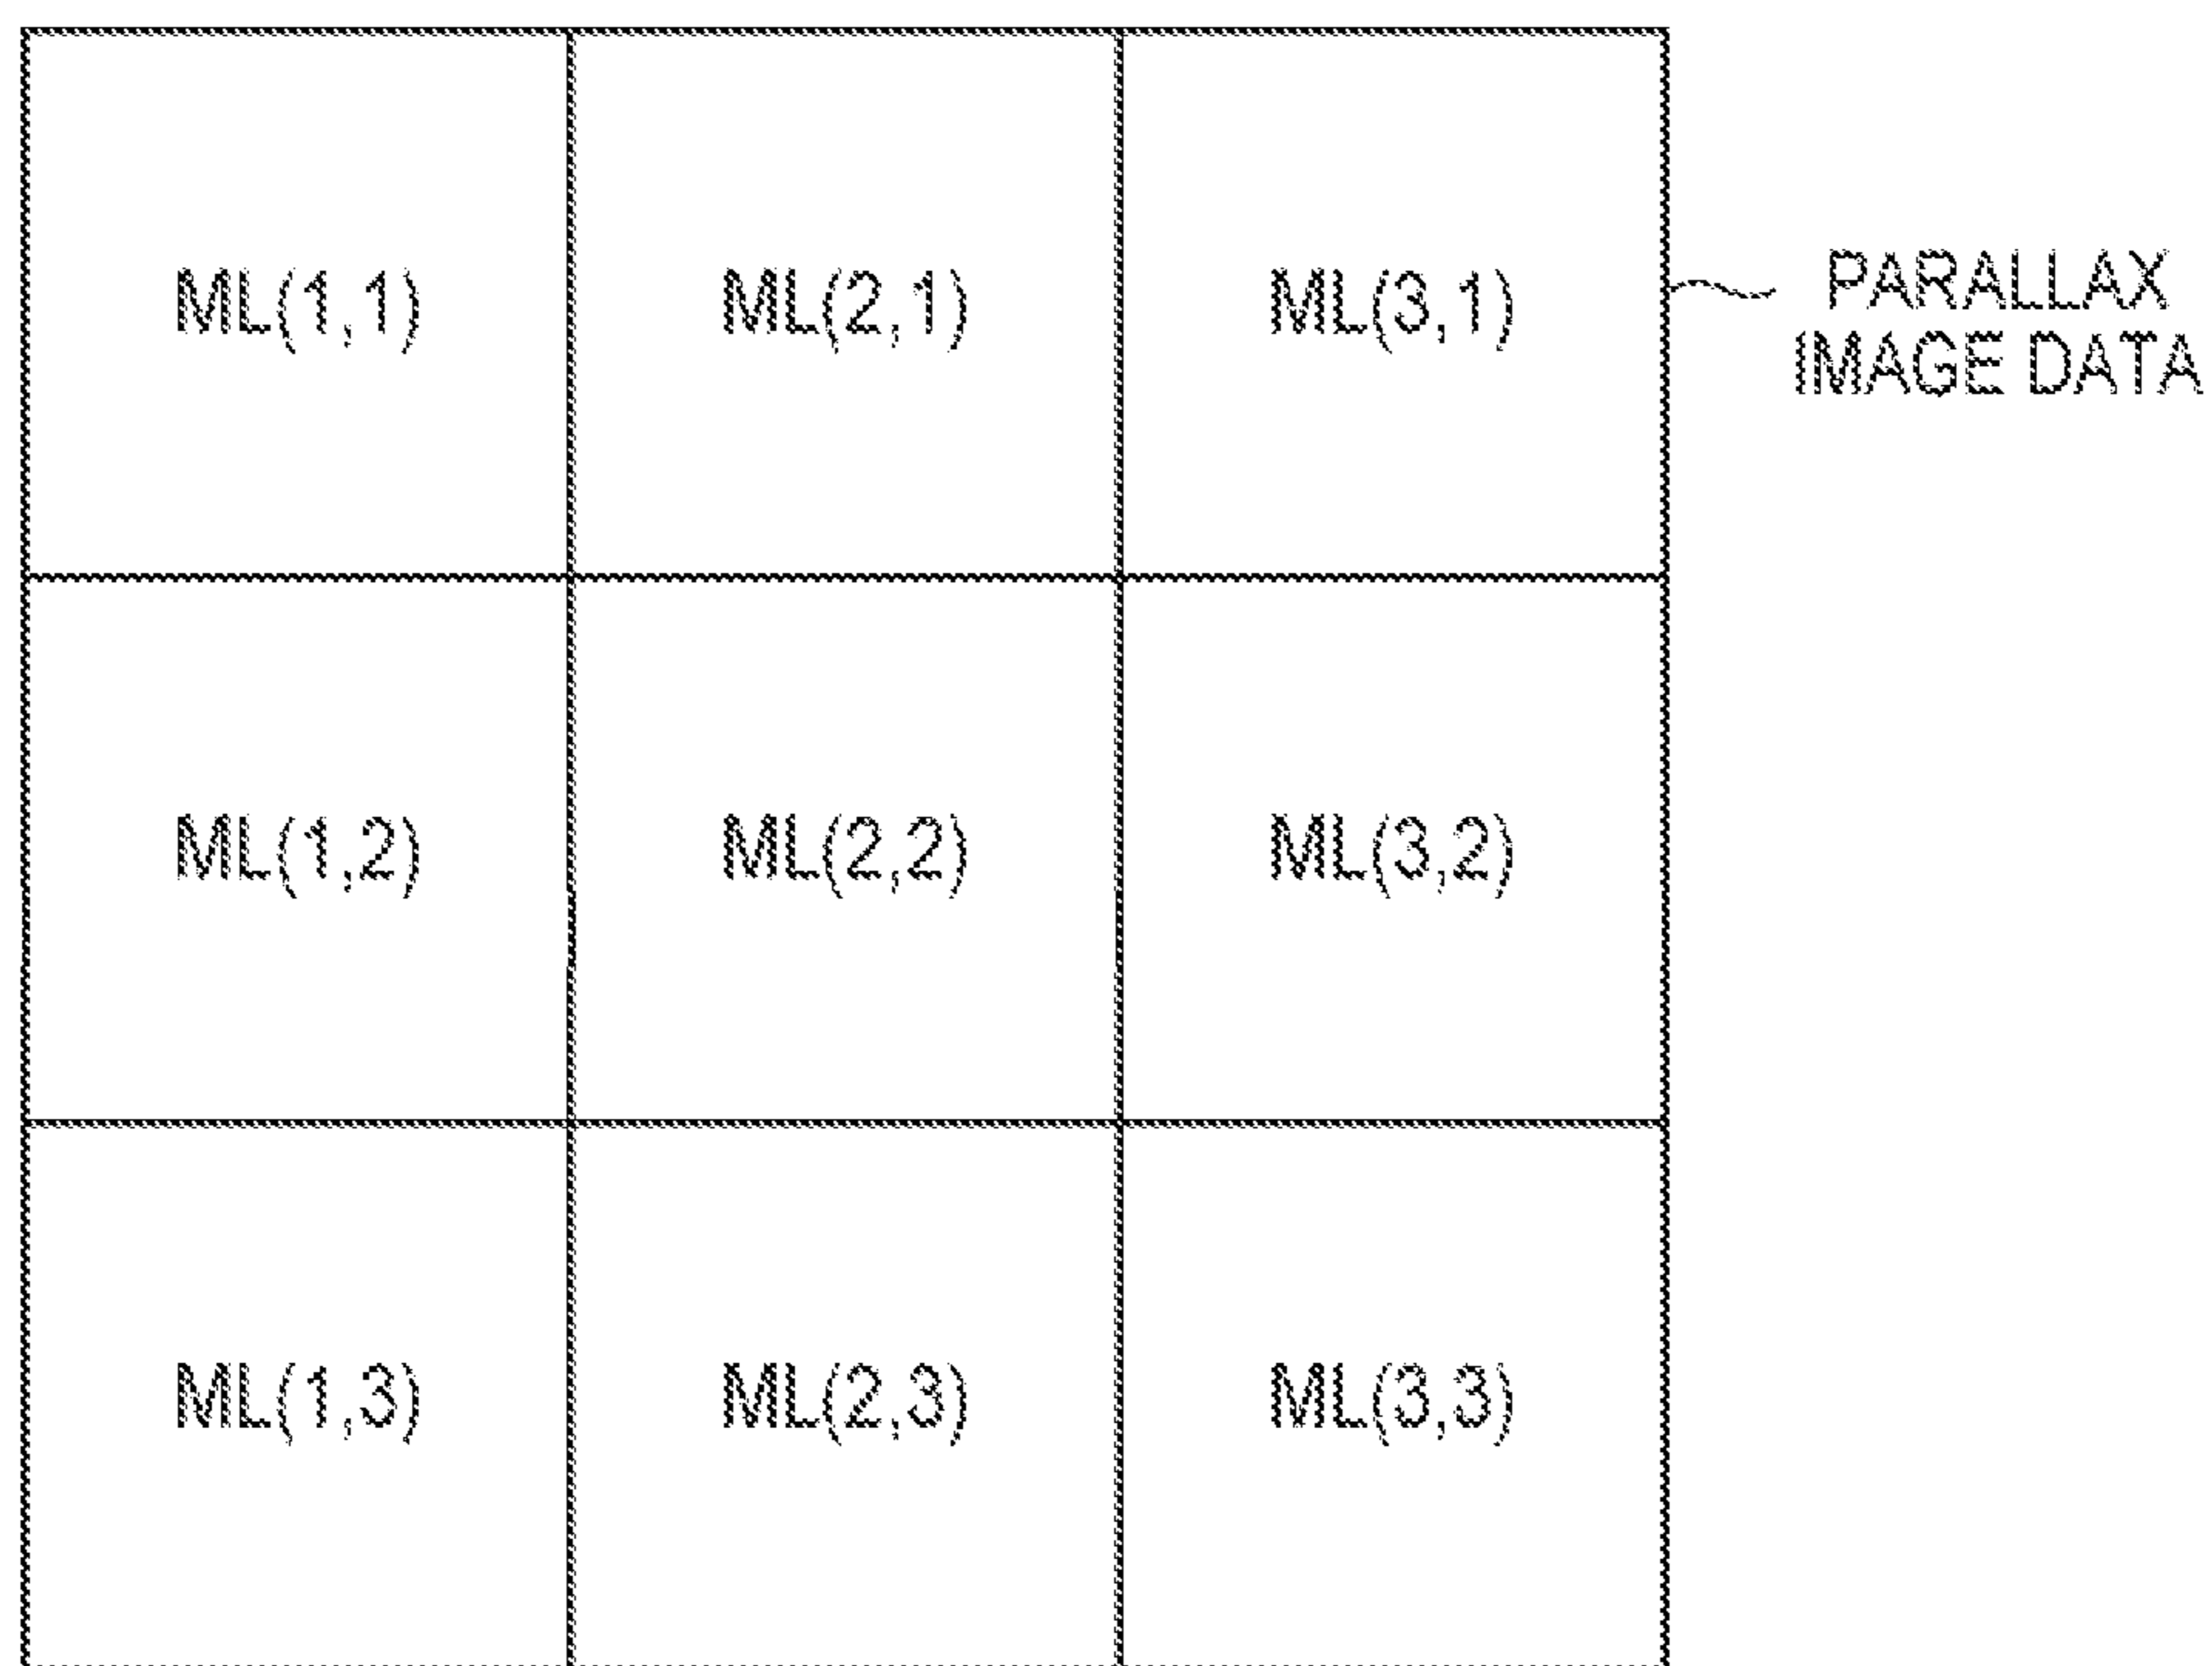 ML(1,1) ML(2,1) ML(3,1)
PARALLAX
IMAGE DATA
ML(1,2) ML(2,2) ML(3,2)
ML(1,3) ML(2,3) ML(3,3)